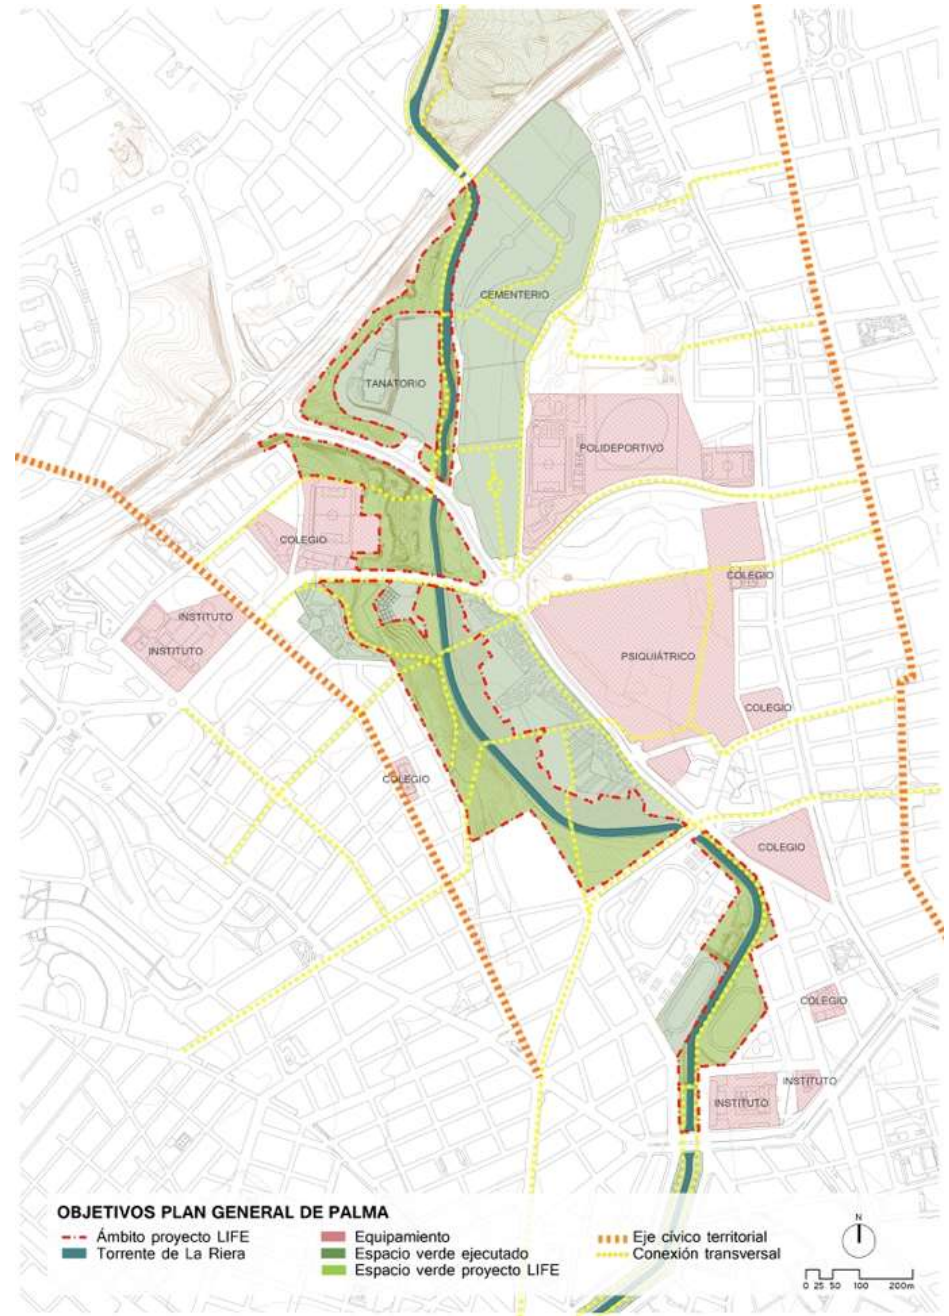 CEMENTERIO
TANATORIO
POLIDEPORTIVO
COLEGIO
COLEGIO
INSTITUTO
INSTITUTO
PSIQUIÁTRICO
COLEGIO
COLEGIO
COLEGIO
COLEGIO
INSTITUTO
INSTITUTO
OBJETIVOS PLAN GENERAL DE PALMA
Ámbito proyecto LIFE
Torrente de La Riera
Equipamiento
Espacio verde ejecutado
Espacio verde proyecto LIFE
Eje cívico territorial
Conexión transversal
N
0 25 50 100 200m